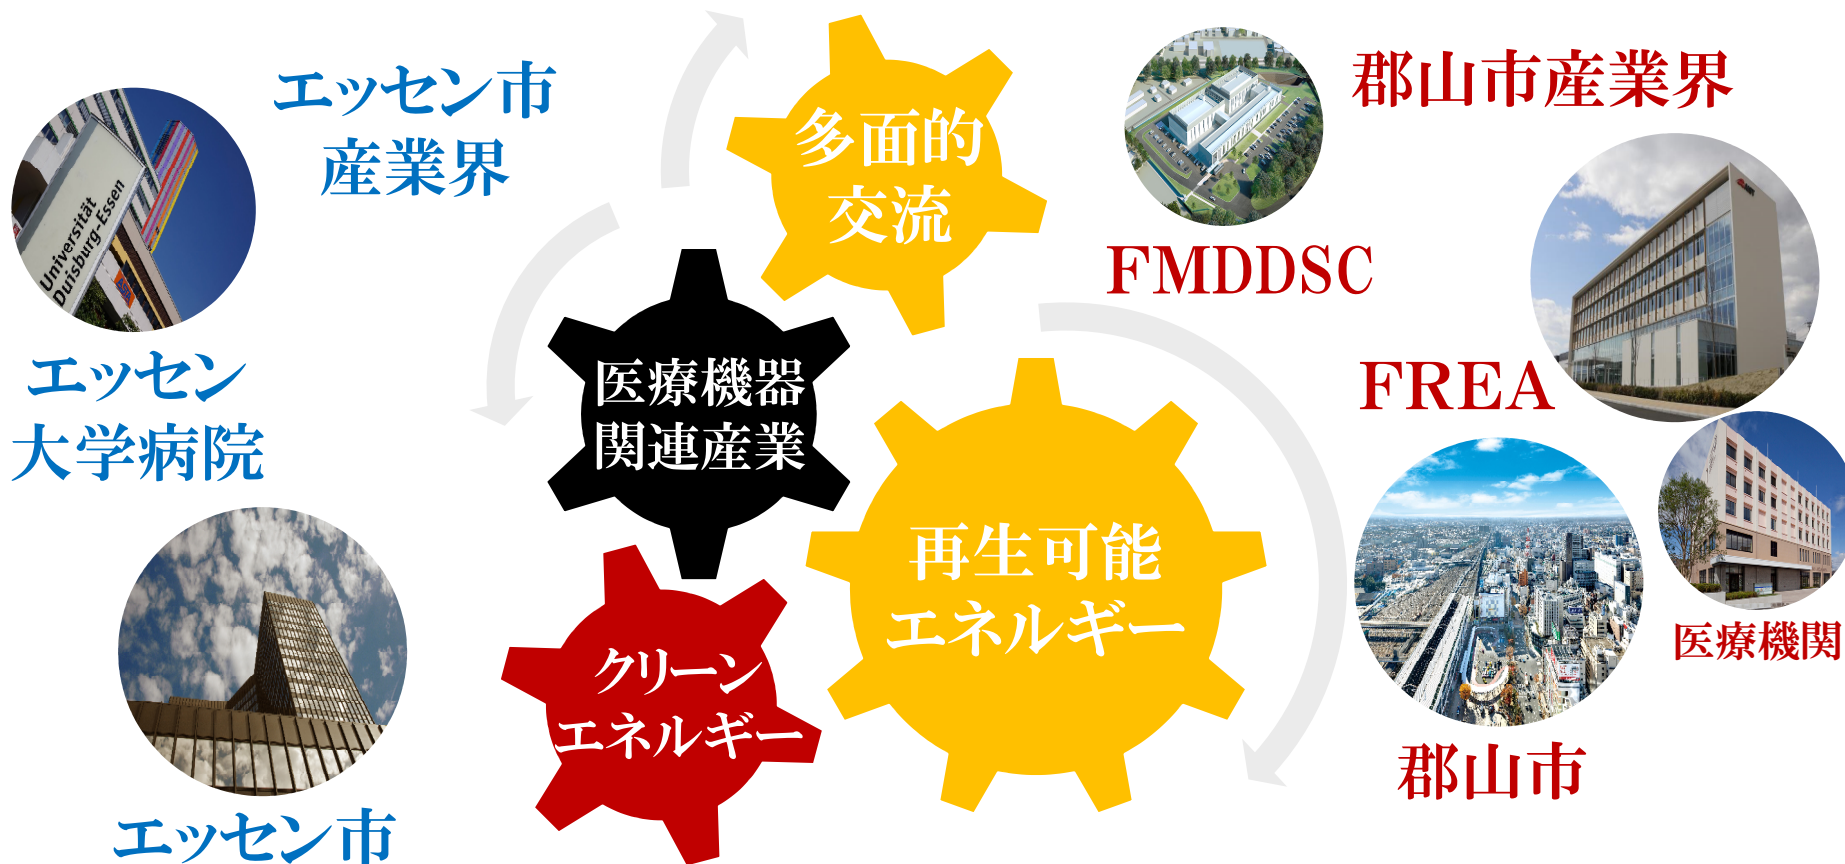 エッセン市
産業界
Universität
Duisburg-Essen
エッセン
大学病院
エッセン市
多面的
交流
医療機器
関連産業
クリーン
エネルギー
再生可能
エネルギー
郡山市産業界
FMDDSC
FREA
医療機関
郡山市